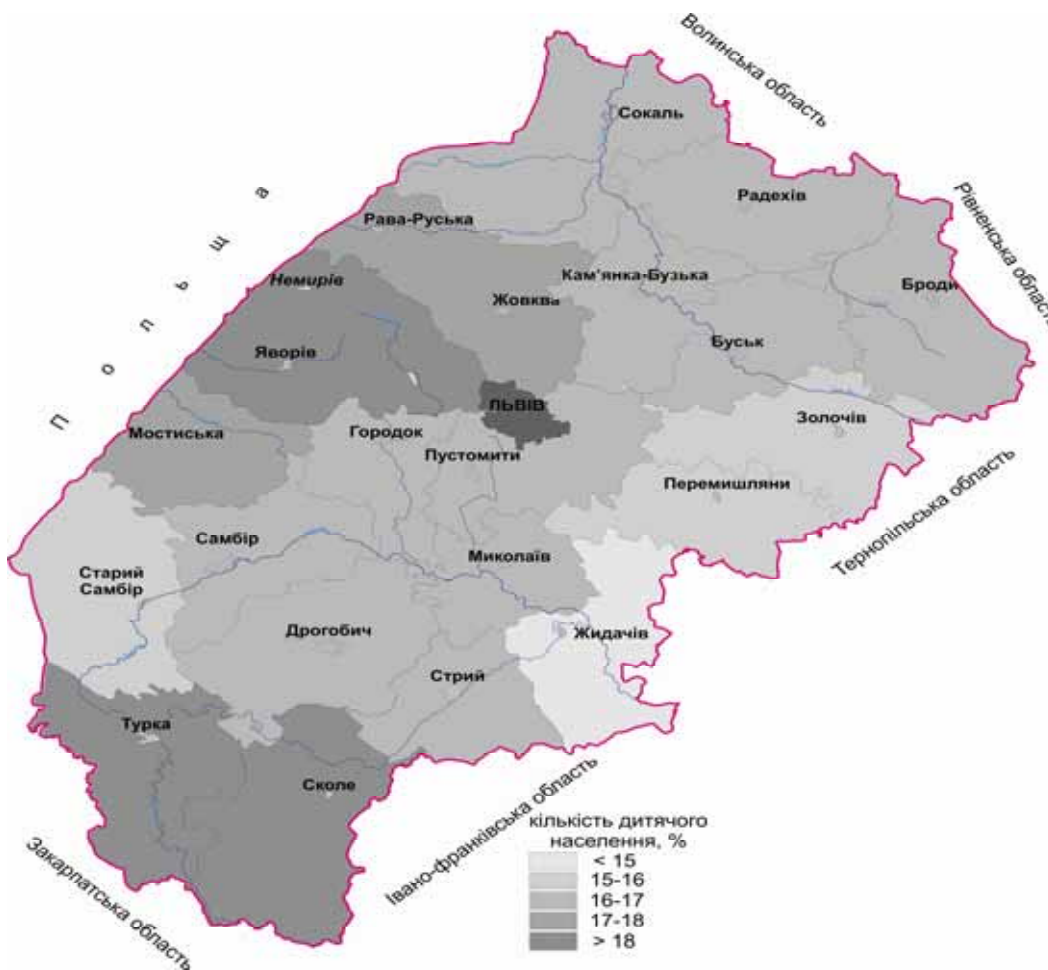 Волинська область
Сокаль
Радехів
Рівненська область
Польща
Рава-Руська
Немирів
Кам'янка-Бузька
Броди
Жовква
Буськ
Яворів
ЛЬВІВ
Золочів
Мостиська
Городок
Пустомити
Перемишляни
Тернопільська область
Самбір
Миколаїв
Старий
Самбір
Дрогобич
Жидачів
Стрий
Турка
Сколе
Івано-франківська область
Закарпатська область
кількість дитячого
населення, %
< 15
15-16
16-17
17-18
> 18